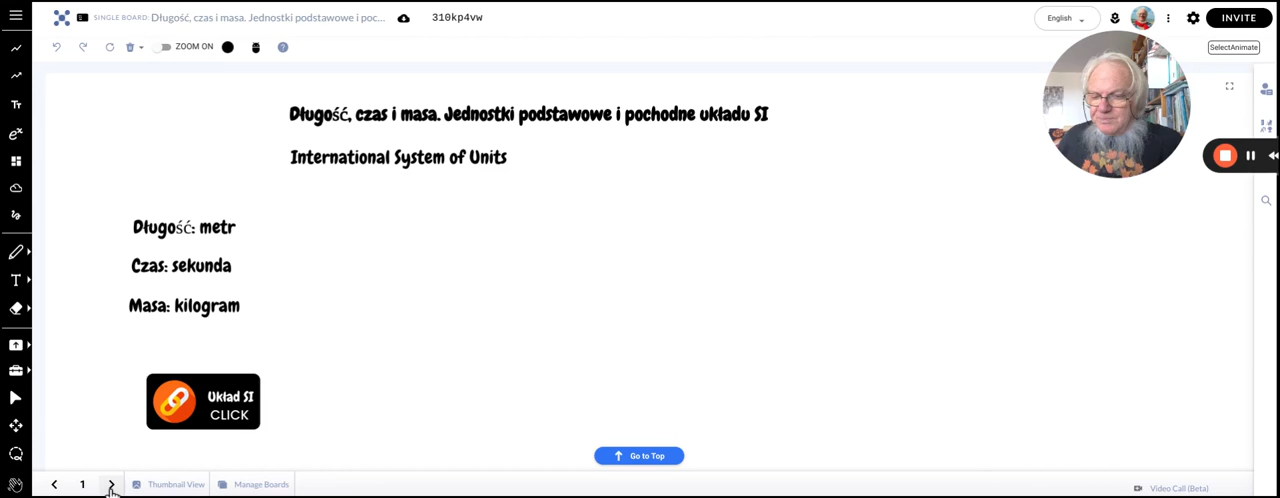 SINGLE BOARD: Długość, czas i masa. Jednostki podstawowe i poc...
310kp4vw
English
INVITE
ZOOM ON
SelectAnimate
Długość, czas i masa. Jednostki podstawowe i pochodne układu SI
International System of Units
Długość: metr
Czas: sekunda
Masa: kilogram
Układ SI
CLICK
Go to Top
1
Thumbnail View
Manage Boards
Video Call (Beta)